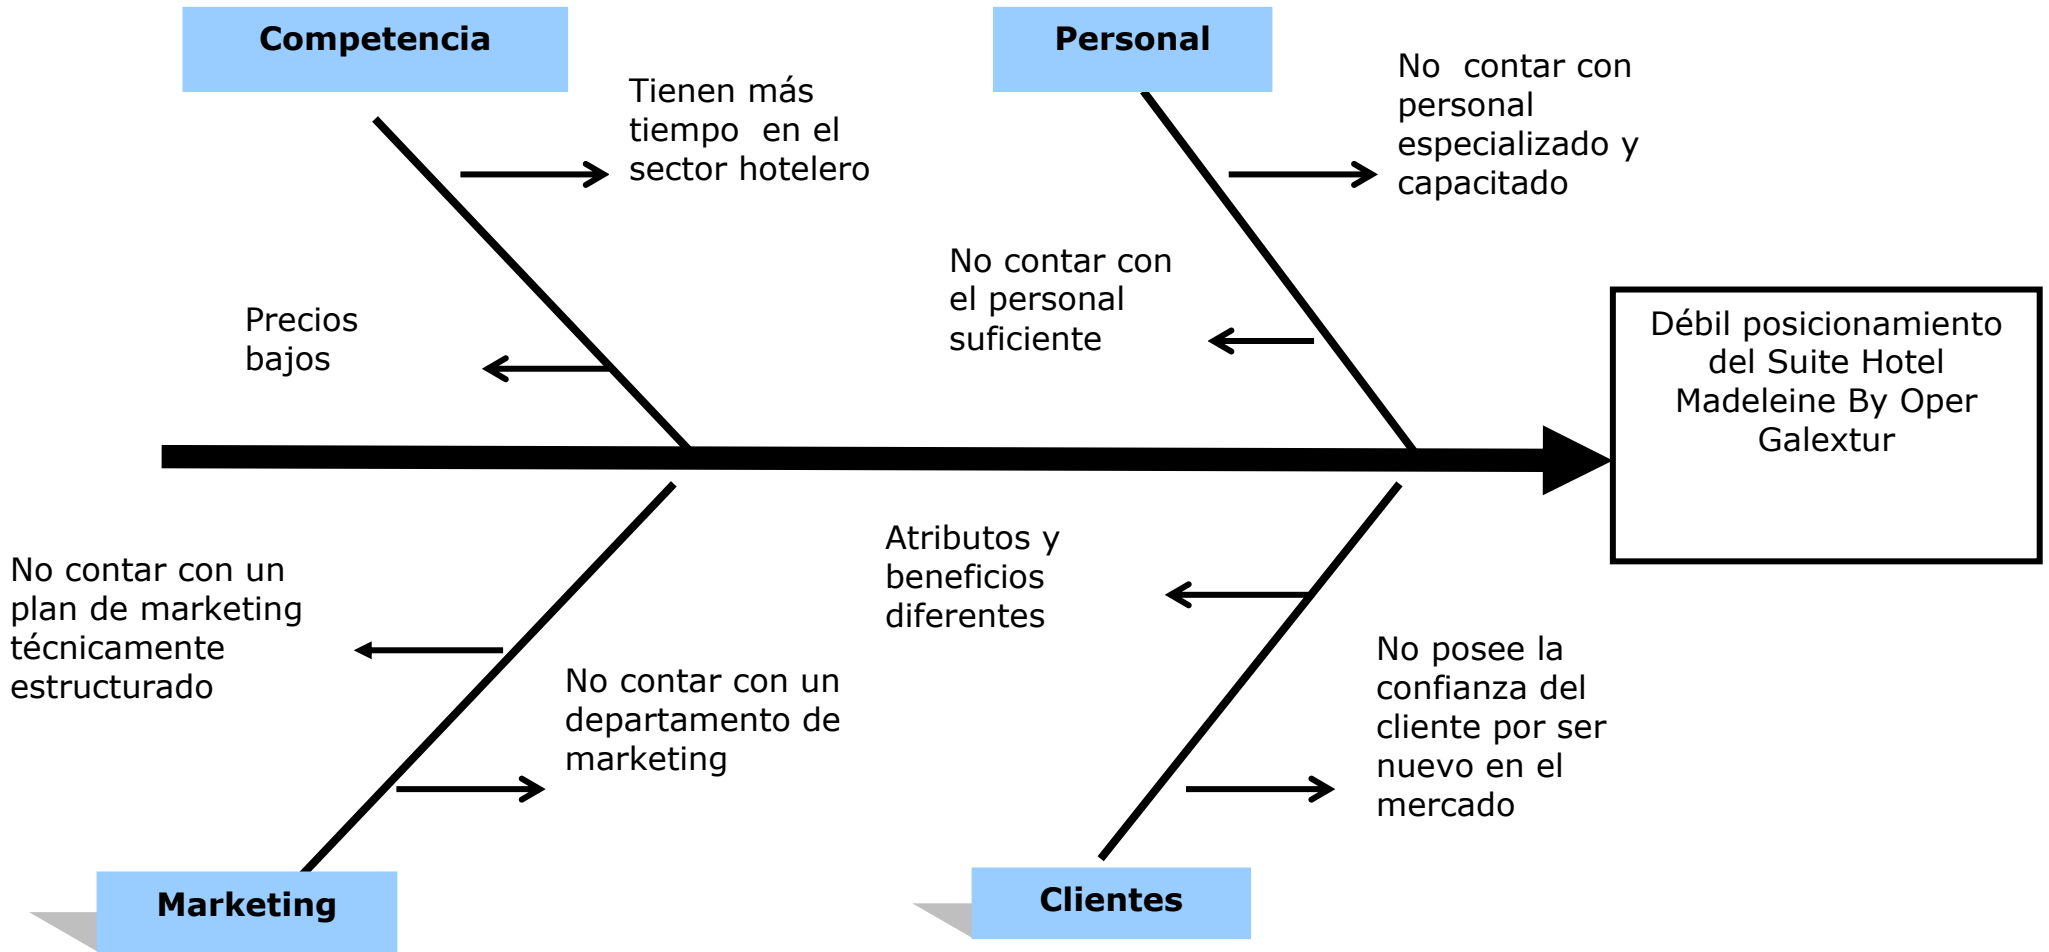 Competencia
Personal
Tienen más
tiempo  en el
sector hotelero
No  contar con
personal
especializado y
capacitado
Precios
bajos
No contar con
el personal
suficiente
Débil posicionamiento
del Suite Hotel
Madeleine By Oper
Galextur
No contar con un
plan de marketing
técnicamente
estructurado
No contar con un
departamento de
marketing
Atributos y
beneficios
diferentes
No posee la
confianza del
cliente por ser
nuevo en el
mercado
Marketing
Clientes